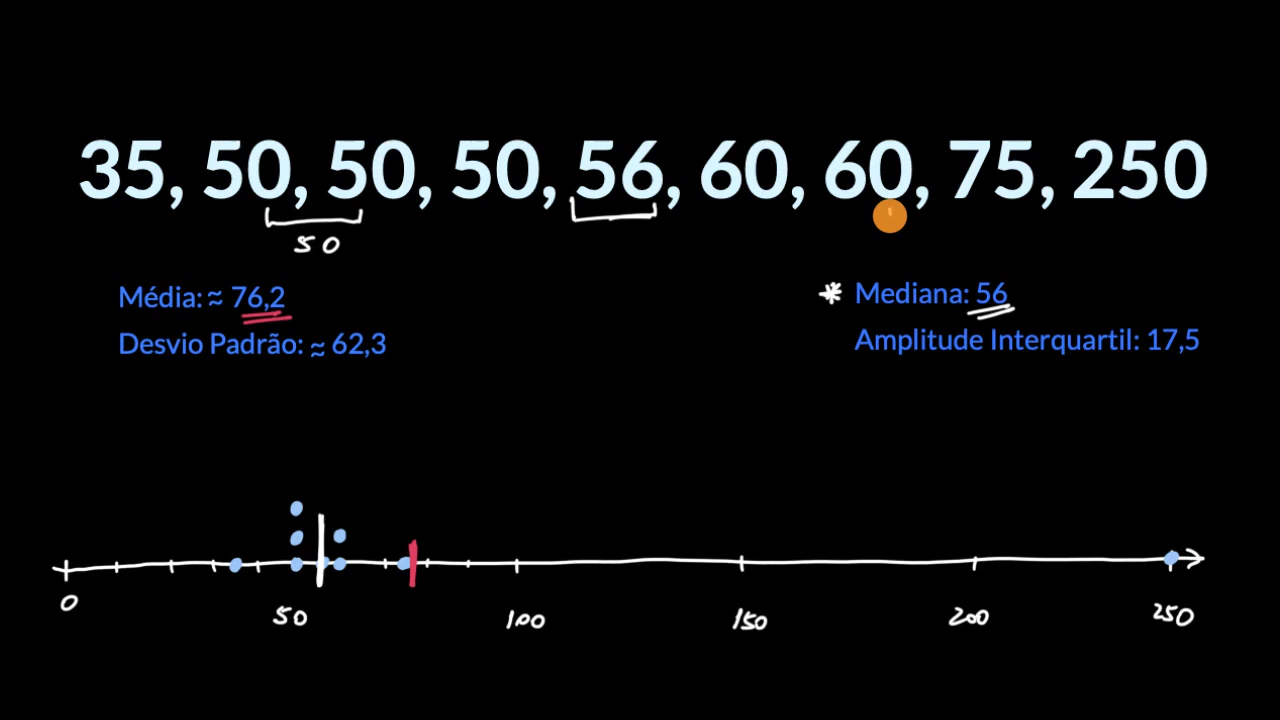 35, 50, 50, 50, 56, 60, 60, 75, 250
50
Média: ≈ 76,2
Desvio Padrão: ≈ 62,3
* Mediana: 56
Amplitude Interquartil: 17,5
0 50 100 150 200 250